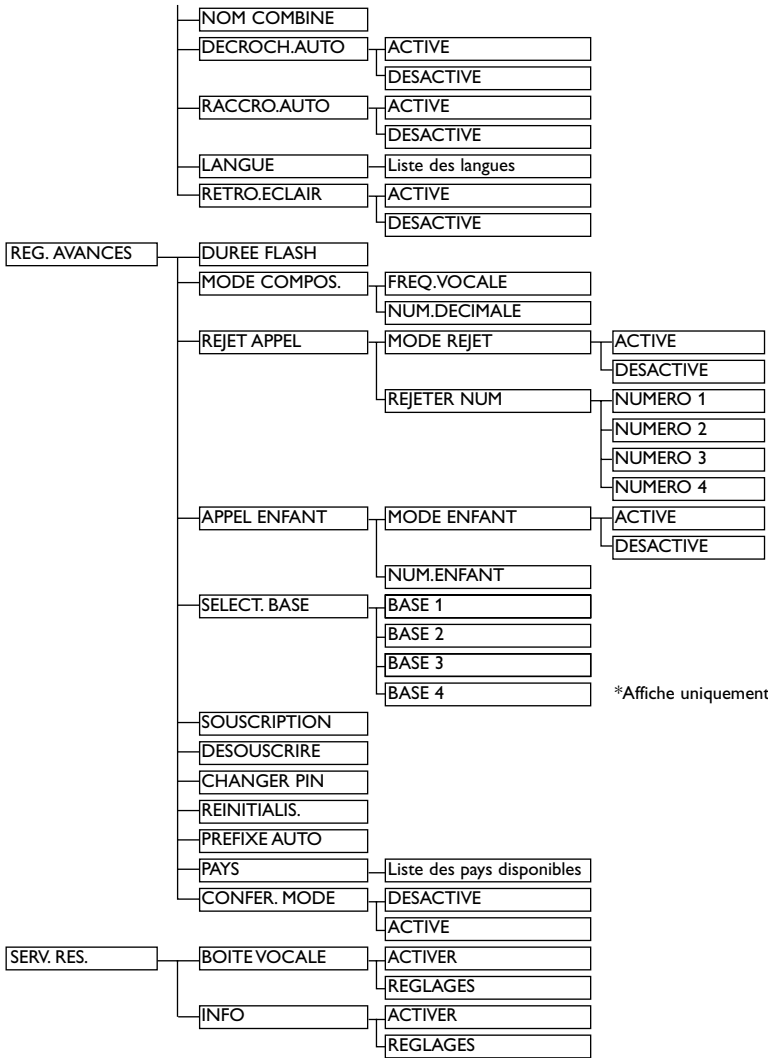 NOM COMBINE
DECROCH.AUTO ACTIVE
DESACTIVE
RACCRO.AUTO ACTIVE
DESACTIVE
LANGUE Liste des langues
RETRO.ECLAIR ACTIVE
DESACTIVE
REG. AVANCES DUREE FLASH
MODE COMPOS. FREQ.VOCALE
NUM.DECIMALE
REJET APPEL MODE REJET ACTIVE
DESACTIVE
REJETER NUM NUMERO 1
NUMERO 2
NUMERO 3
NUMERO 4
APPEL ENFANT MODE ENFANT ACTIVE
DESACTIVE
NUM.ENFANT
SELECT. BASE BASE 1
BASE 2
BASE 3
BASE 4 *Affiche uniquement
SOUSCRIPTION
DESOUSCRIRE
CHANGER PIN
REINITIALIS.
PREFIXE AUTO
PAYS Liste des pays disponibles
CONFER. MODE DESACTIVE
ACTIVE
SERV. RES. BOITE VOCALE ACTIVER
REGLAGES
INFO ACTIVER
REGLAGES